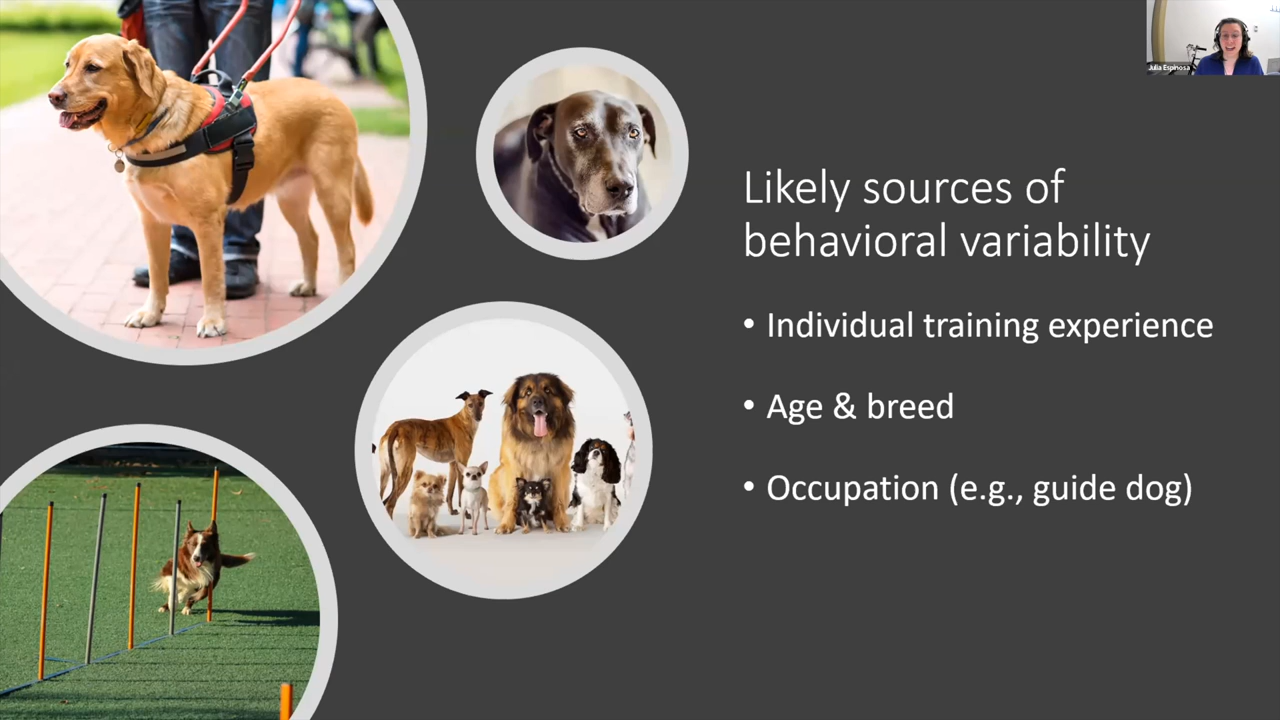 Julia Espinosa
Likely sources of
behavioral variability
• Individual training experience
• Age & breed
• Occupation (e.g., guide dog)